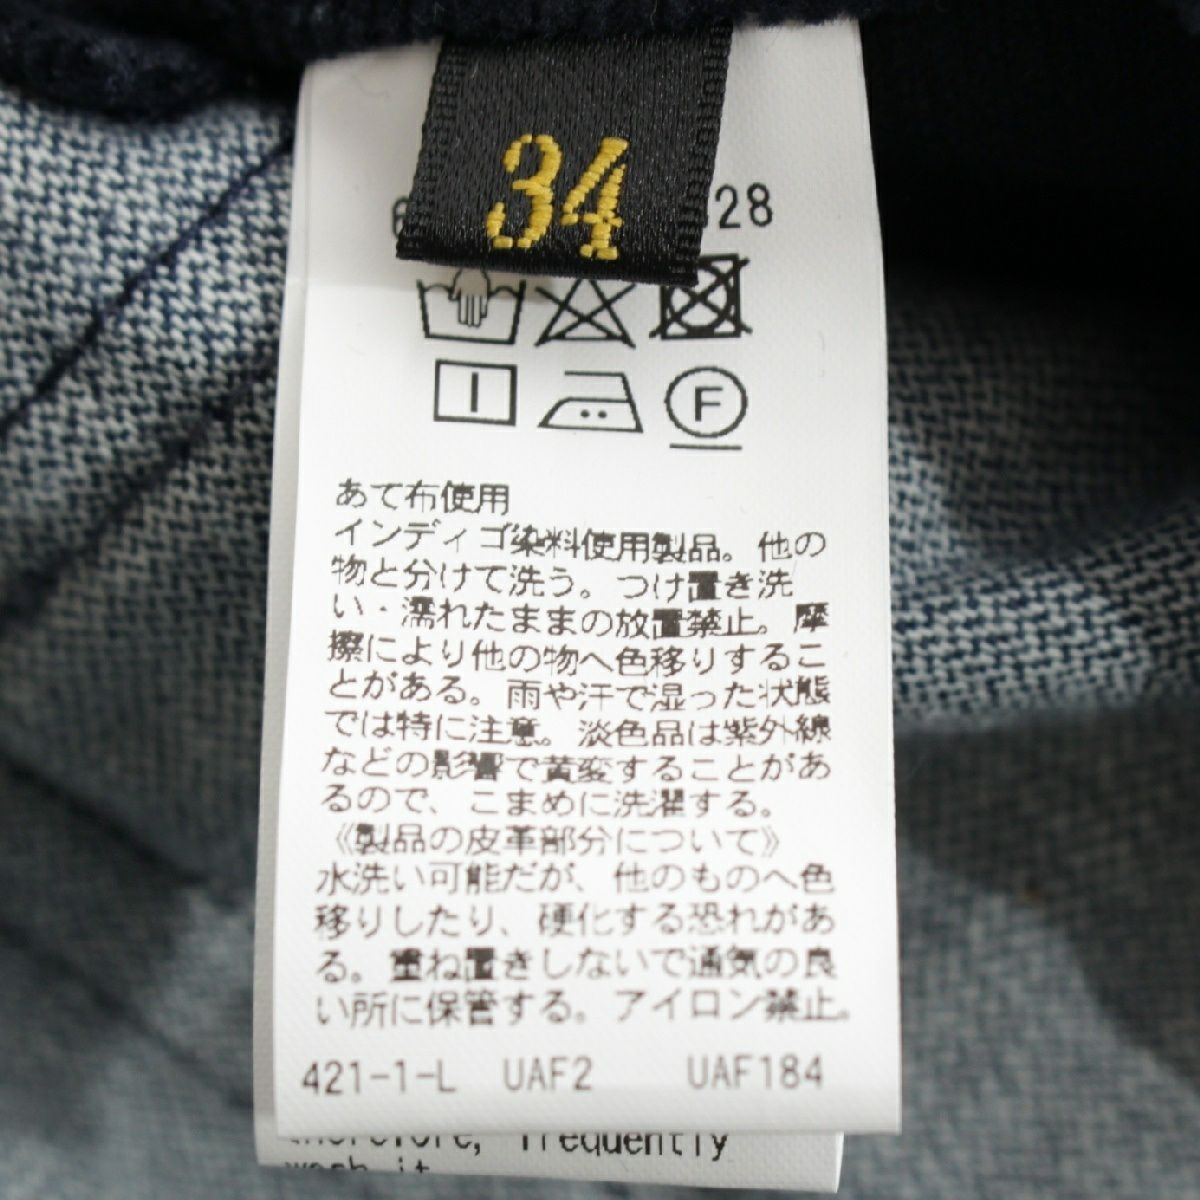 34
28
F
あて布使用
インディゴ染料使用製品。他の
物と分けて洗う。つけ置き洗
い・濡れたままの放置禁止。摩
擦により他の物へ色移りするこ
とがある。雨や汗で湿った状態
では特に注意。淡色品は紫外線
などの影響で黄変することがあ
るので、こまめに洗濯する。
《製品の皮革部分について》
水洗い可能だが、他のものへ色
移りしたり、硬化する恐れがあ
る。重ね置きしないで通気の良
い所に保管する。アイロン禁止。
421-1-L UAF2 UAF184
therefore, frequently
wash it